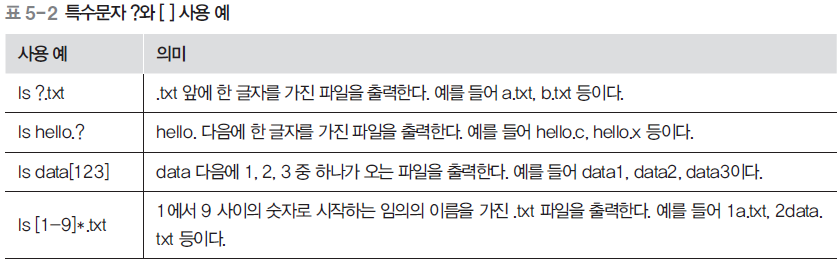 표 5-2 특수문자 ?와 [ ] 사용 예
사용 예 의미
ls ?.txt .txt 앞에 한 글자를 가진 파일을 출력한다. 예를 들어 a.txt, b.txt 등이다.
ls hello.? hello. 다음에 한 글자를 가진 파일을 출력한다. 예를 들어 hello.c, hello.x 등이다.
ls data[123] data 다음에 1, 2, 3 중 하나가 오는 파일을 출력한다. 예를 들어 data1, data2, data3이다.
ls [1-9]*.txt 1에서 9 사이의 숫자로 시작하는 임의의 이름을 가진 .txt 파일을 출력한다. 예를 들어 1a.txt, 2data.
txt 등이다.